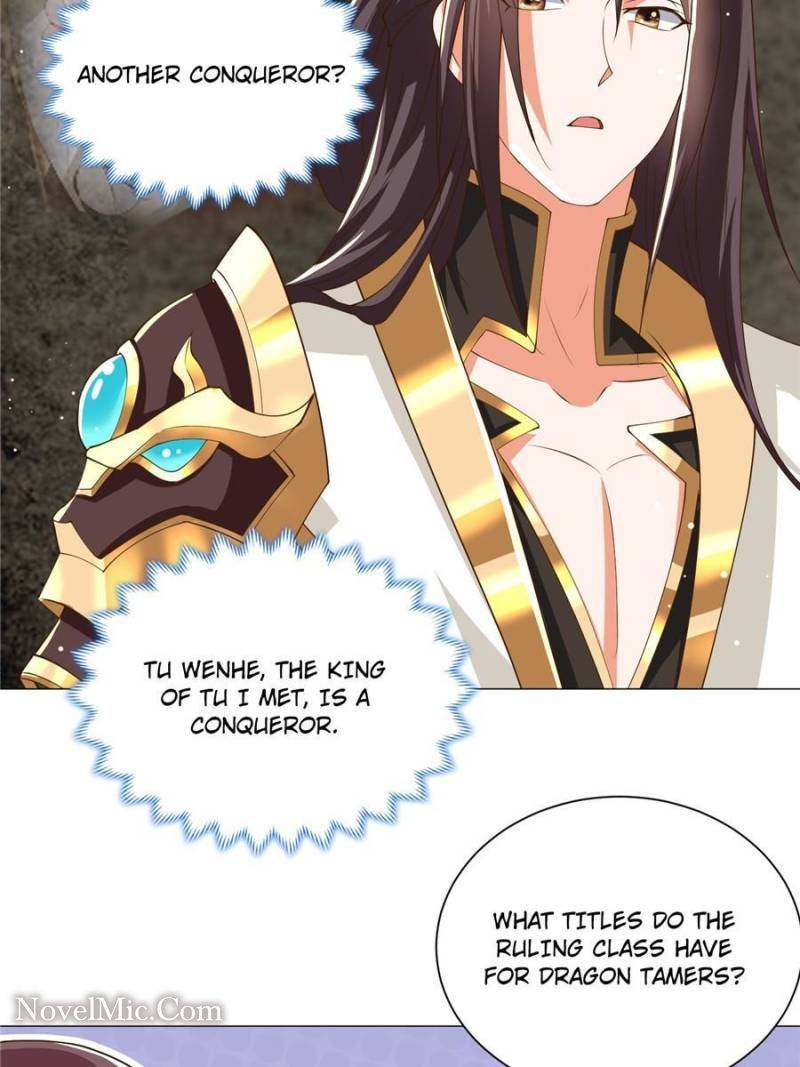 ANOTHER CONQUEROR?
TU WENHE, THE KING
OF TU I MET, IS A
CONQUEROR.
WHAT TITLES DO THE
RULING CLASS HAVE
FOR DRAGON TAMERS?
NovelMic.Com